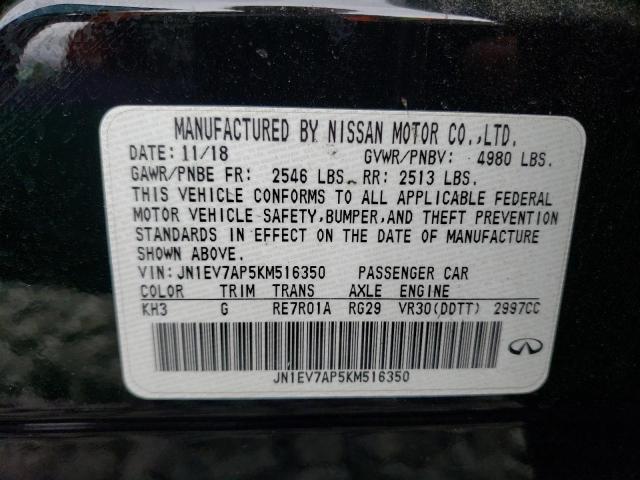 MANUFACTURED BY NISSAN MOTOR CO.,LTD.
DATE: 11/18 GVWR/PNBV: 4980 LBS.
GAWR/PNBE FR: 2546 LBS. RR: 2513 LBS.
THIS VEHICLE CONFORMS TO ALL APPLICABLE FEDERAL
MOTOR VEHICLE SAFETY,BUMPER,AND THEFT PREVENTION
STANDARDS IN EFFECT ON THE DATE OF MANUFACTURE
SHOWN ABOVE.
VIN: JN1EV7AP5KM516350 PASSENGER CAR
COLOR TRIM TRANS AXLE ENGINE
KH3 G RE7R01A RG29 VR30(DDTT) 2997CC
JN1EV7AP5KM516350